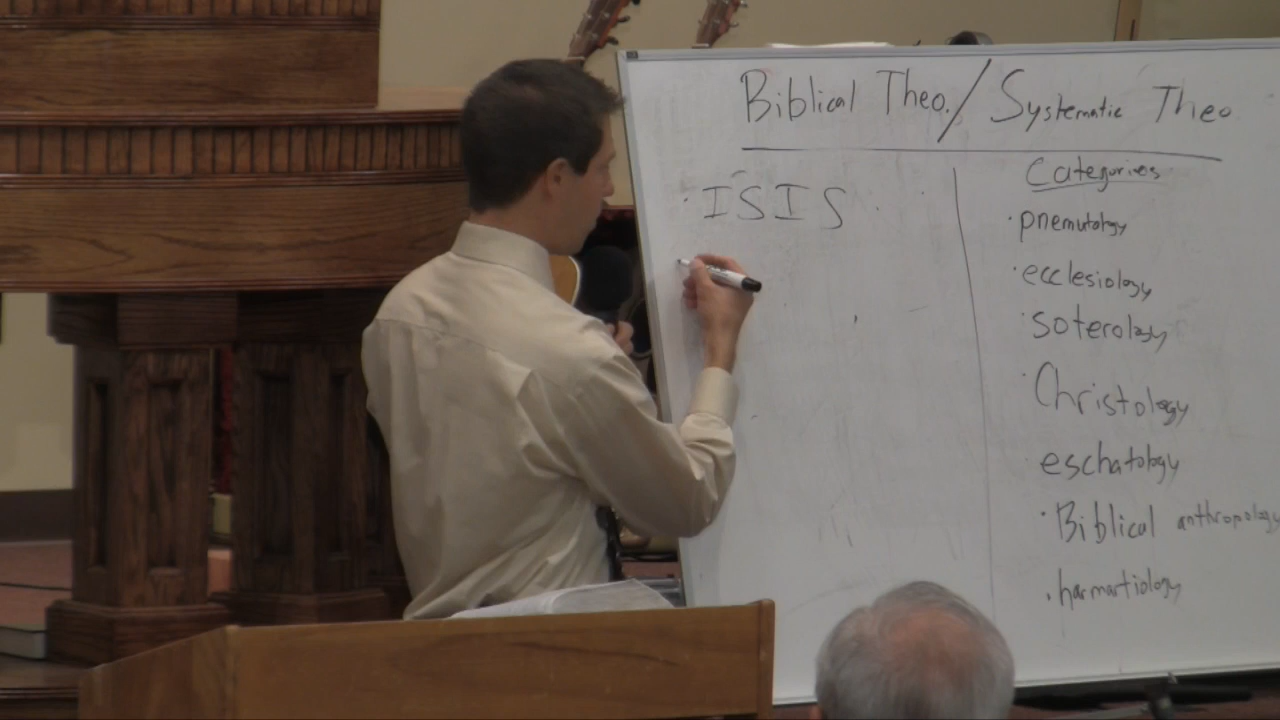 Biblical Theo. / Systematic Theo
· ISIS
Categories
· pnemutology
· ecclesiology
· soterology
· Christology
eschatology
· Biblical anthropology
· harmartiology